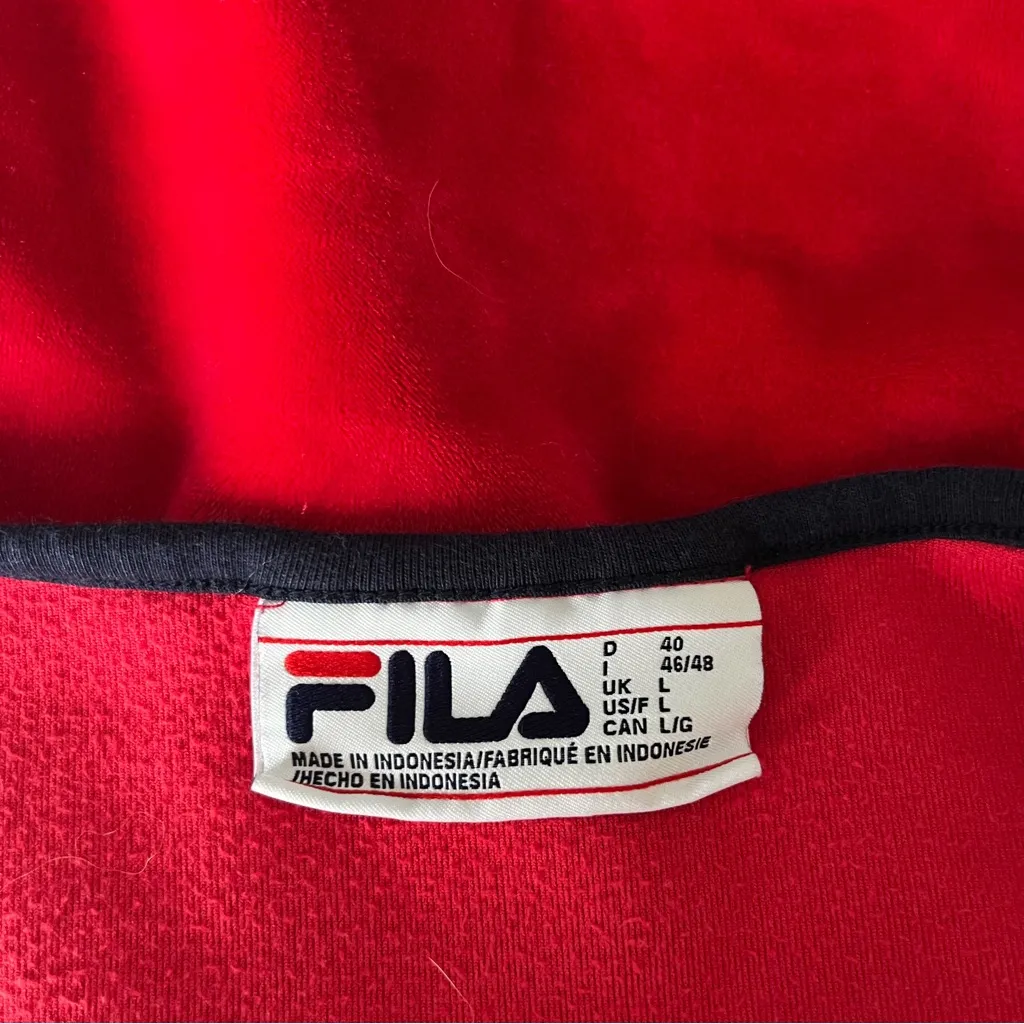 FILA
D 40
I 46/48
UK L
US/F L
CAN L/G
MADE IN INDONESIA/FABRIQUÉ EN INDONESIE
/HECHO EN INDONESIA